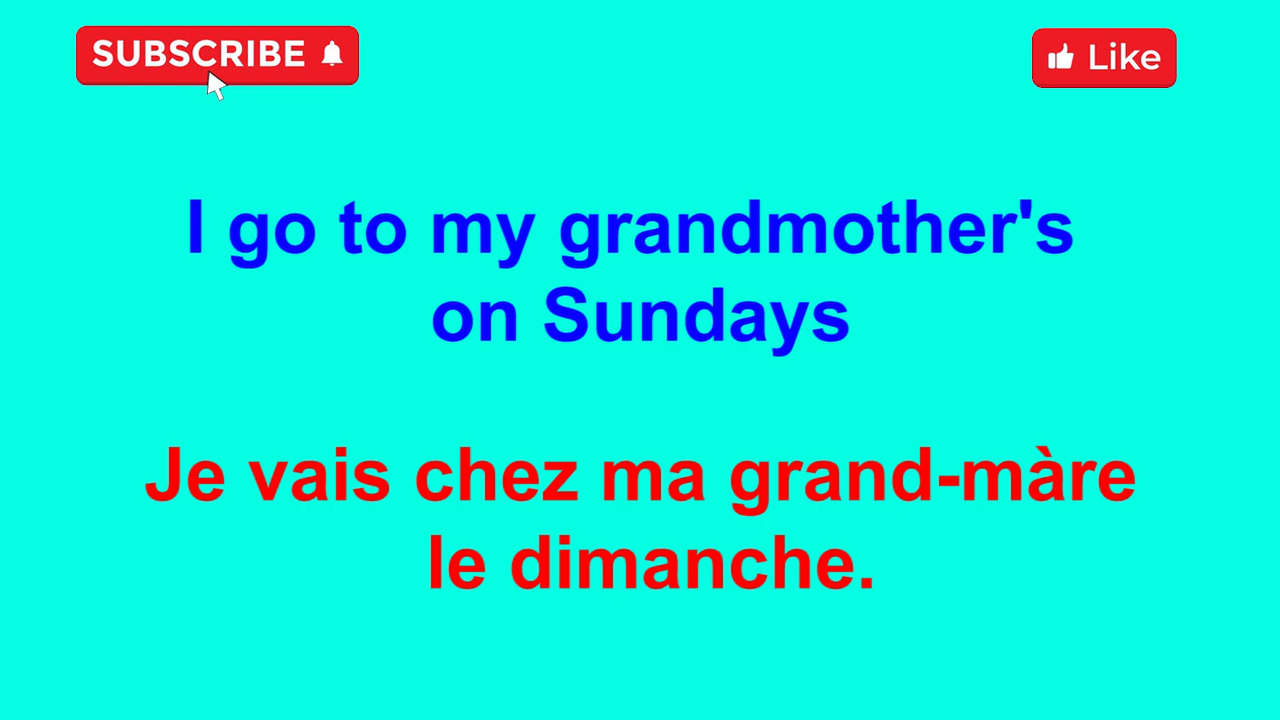 SUBSCRIBE
Like
I go to my grandmother's
on Sundays
Je vais chez ma grand-màre
le dimanche.